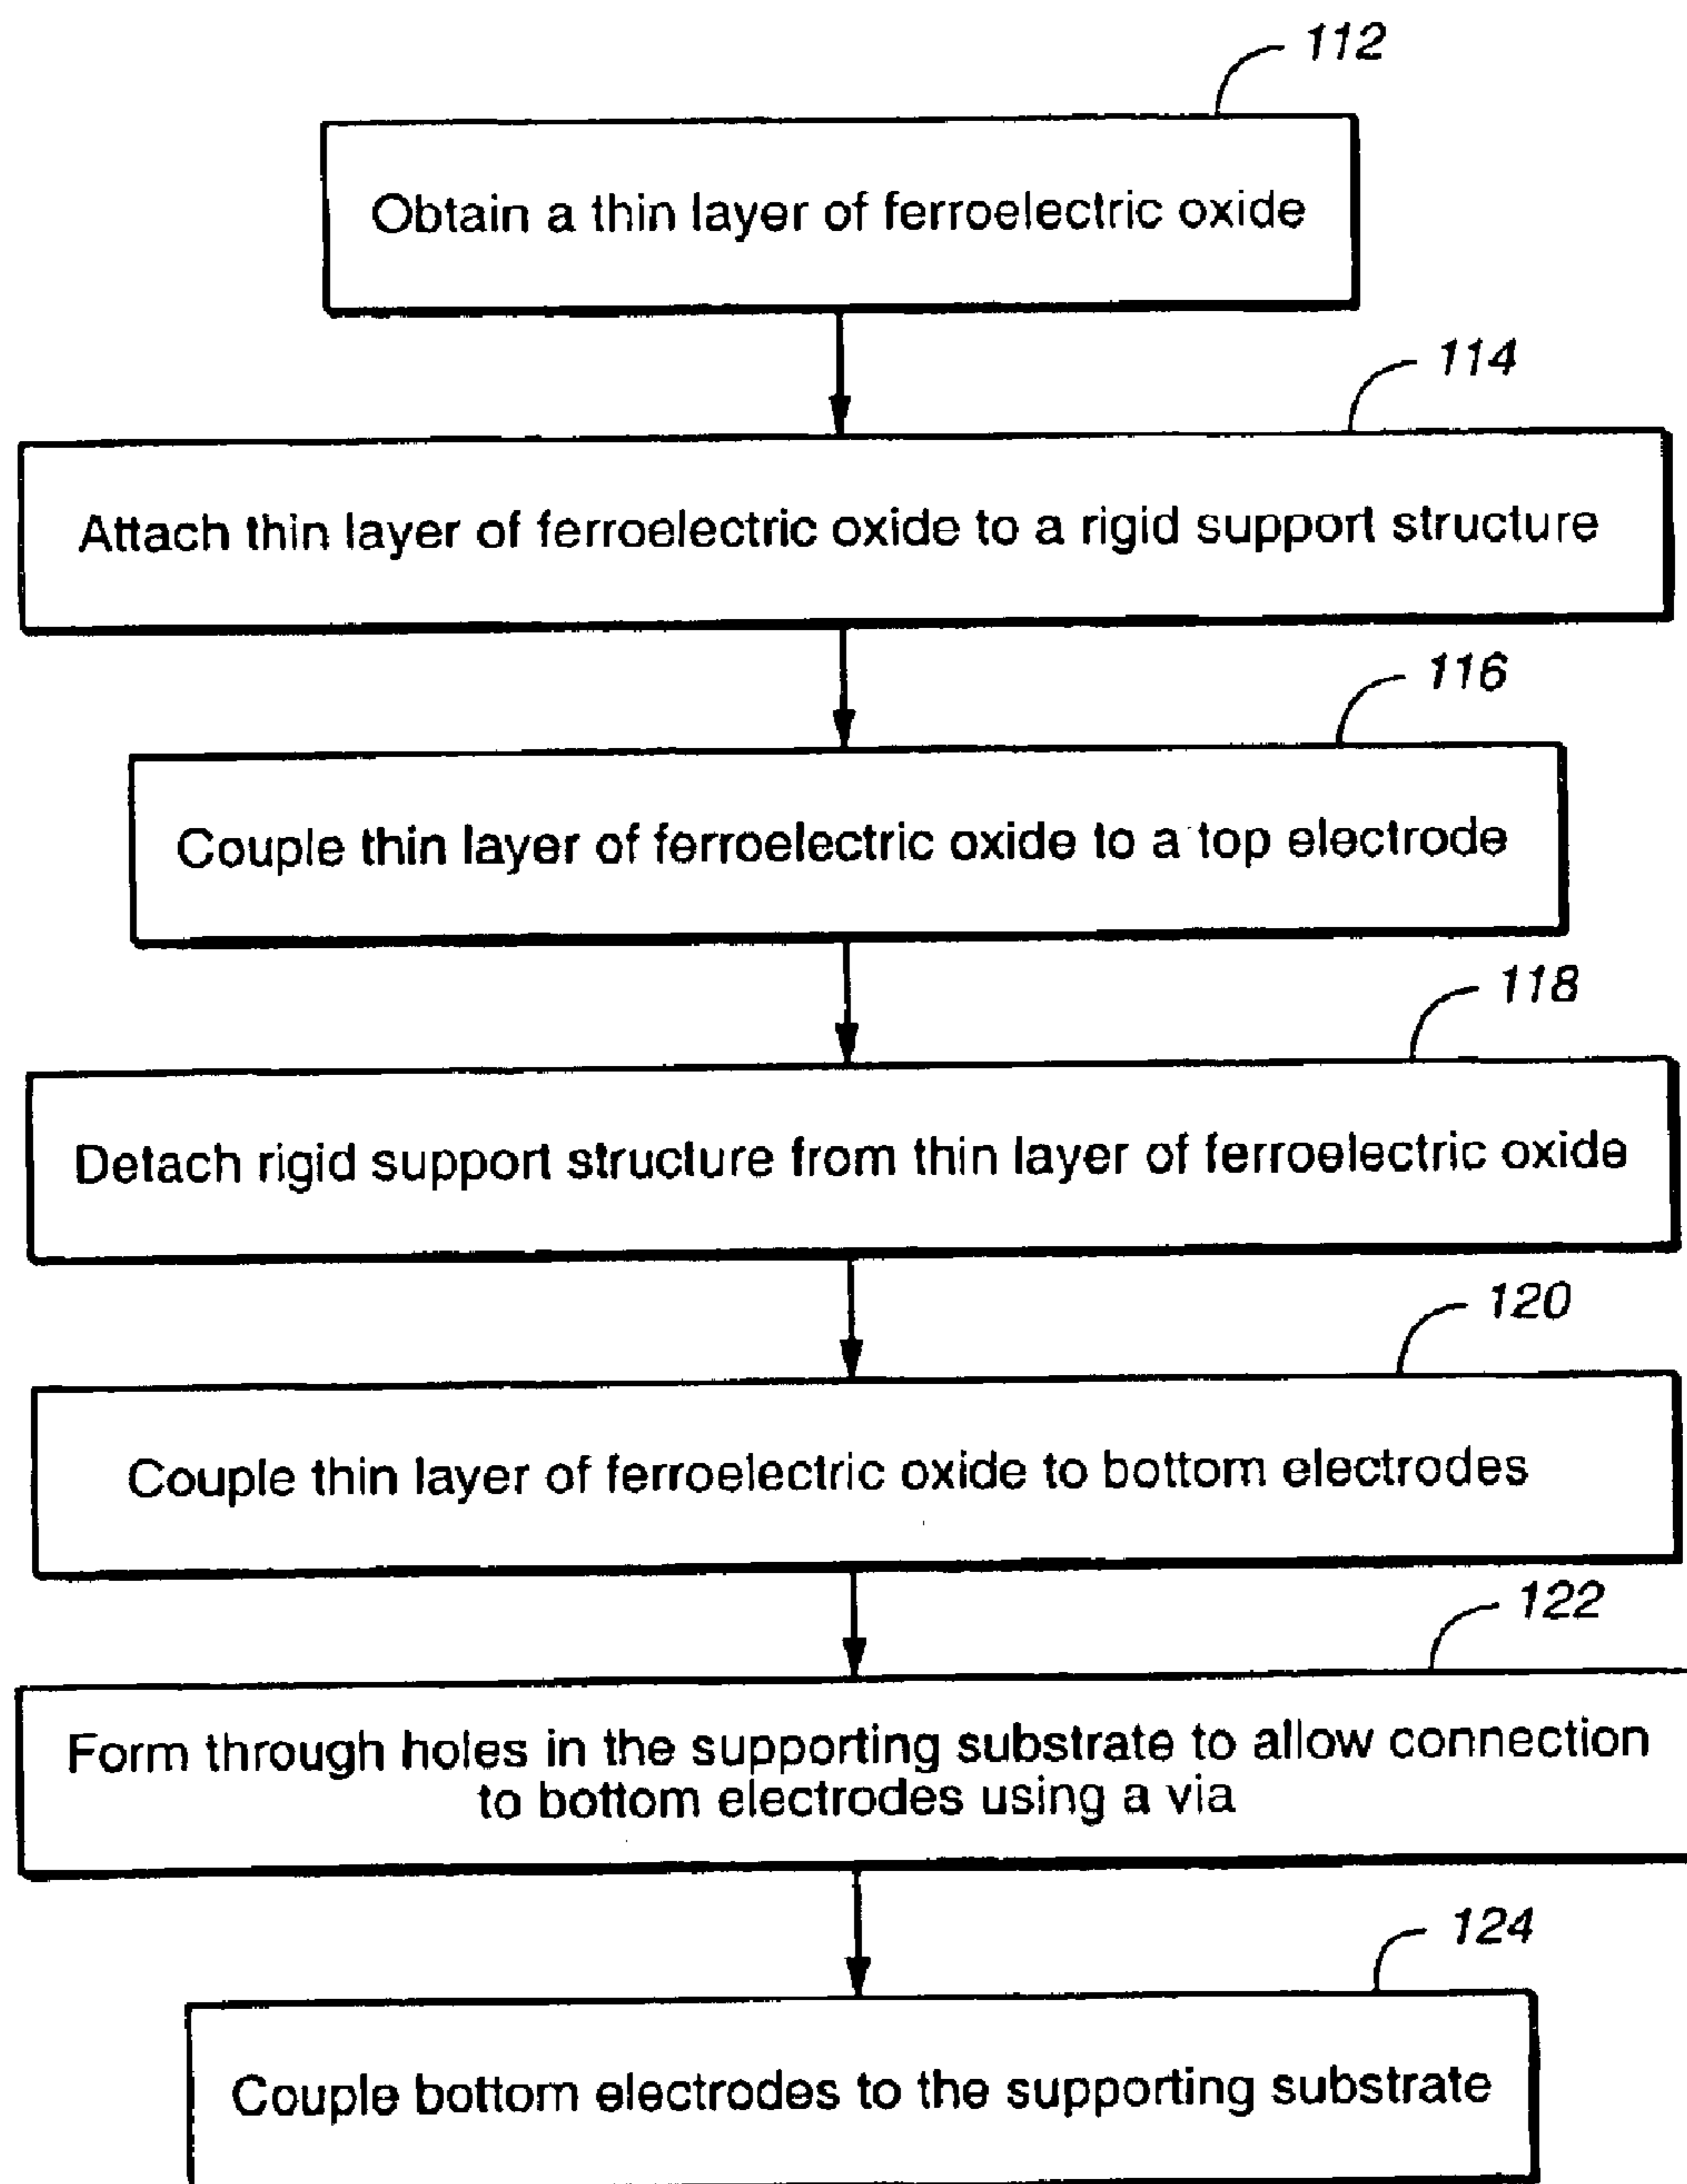 112
Obtain a thin layer of ferroelectric oxide
114
Attach thin layer of ferroelectric oxide to a rigid support structure
116
Couple thin layer of ferroelectric oxide to a top electrode
118
Detach rigid support structure from thin layer of ferroelectric oxide
120
Couple thin layer of ferroelectric oxide to bottom electrodes
122
Form through holes in the supporting substrate to allow connection
to bottom electrodes using a via
124
Couple bottom electrodes to the supporting substrate